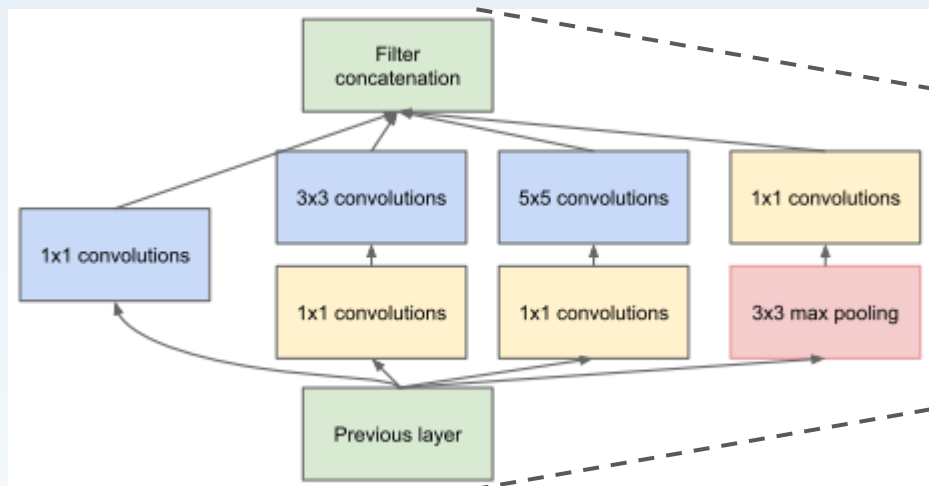 Filter
concatenation
3x3 convolutions
5x5 convolutions
1x1 convolutions
1x1 convolutions
1x1 convolutions
1x1 convolutions
3x3 max pooling
Previous layer